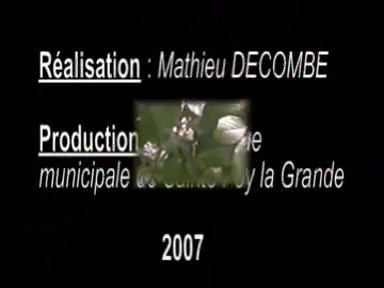 Réalisation : Mathieu DECOMBE
Production
municipale la Grande
2007